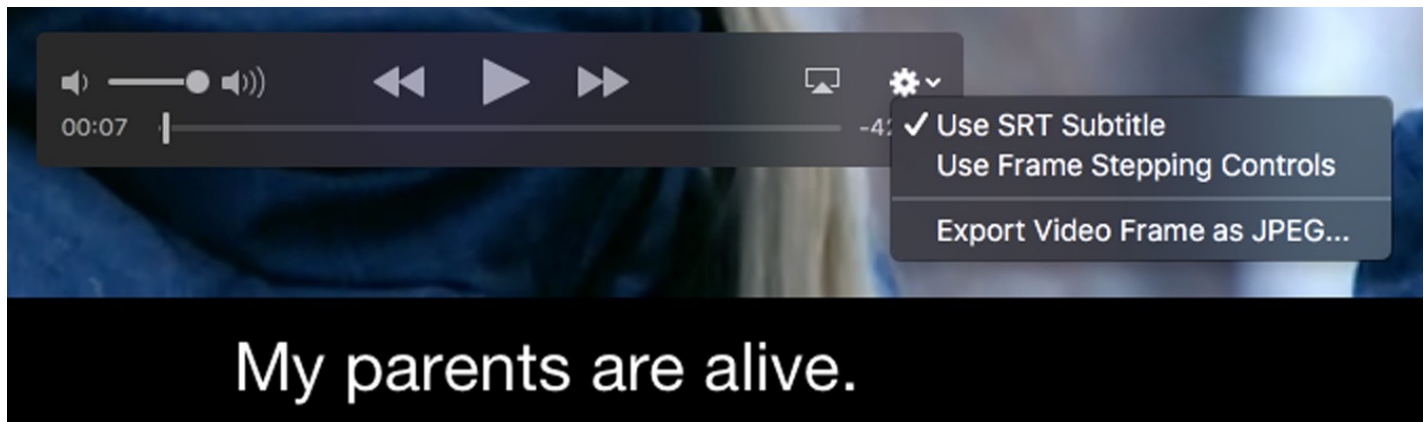 00:07
Use SRT Subtitle
Use Frame Stepping Controls
Export Video Frame as JPEG...
My parents are alive.